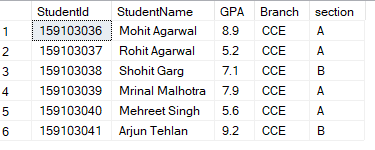 StudentId StudentName GPA Branch section
1 159103036 Mohit Agarwal 8.9 CCE A
2 159103037 Rohit Agarwal 5.2 CCE A
3 159103038 Shohit Garg 7.1 CCE B
4 159103039 Mrinal Malhotra 7.9 CCE A
5 159103040 Mehreet Singh 5.6 CCE A
6 159103041 Arjun Tehlan 9.2 CCE B